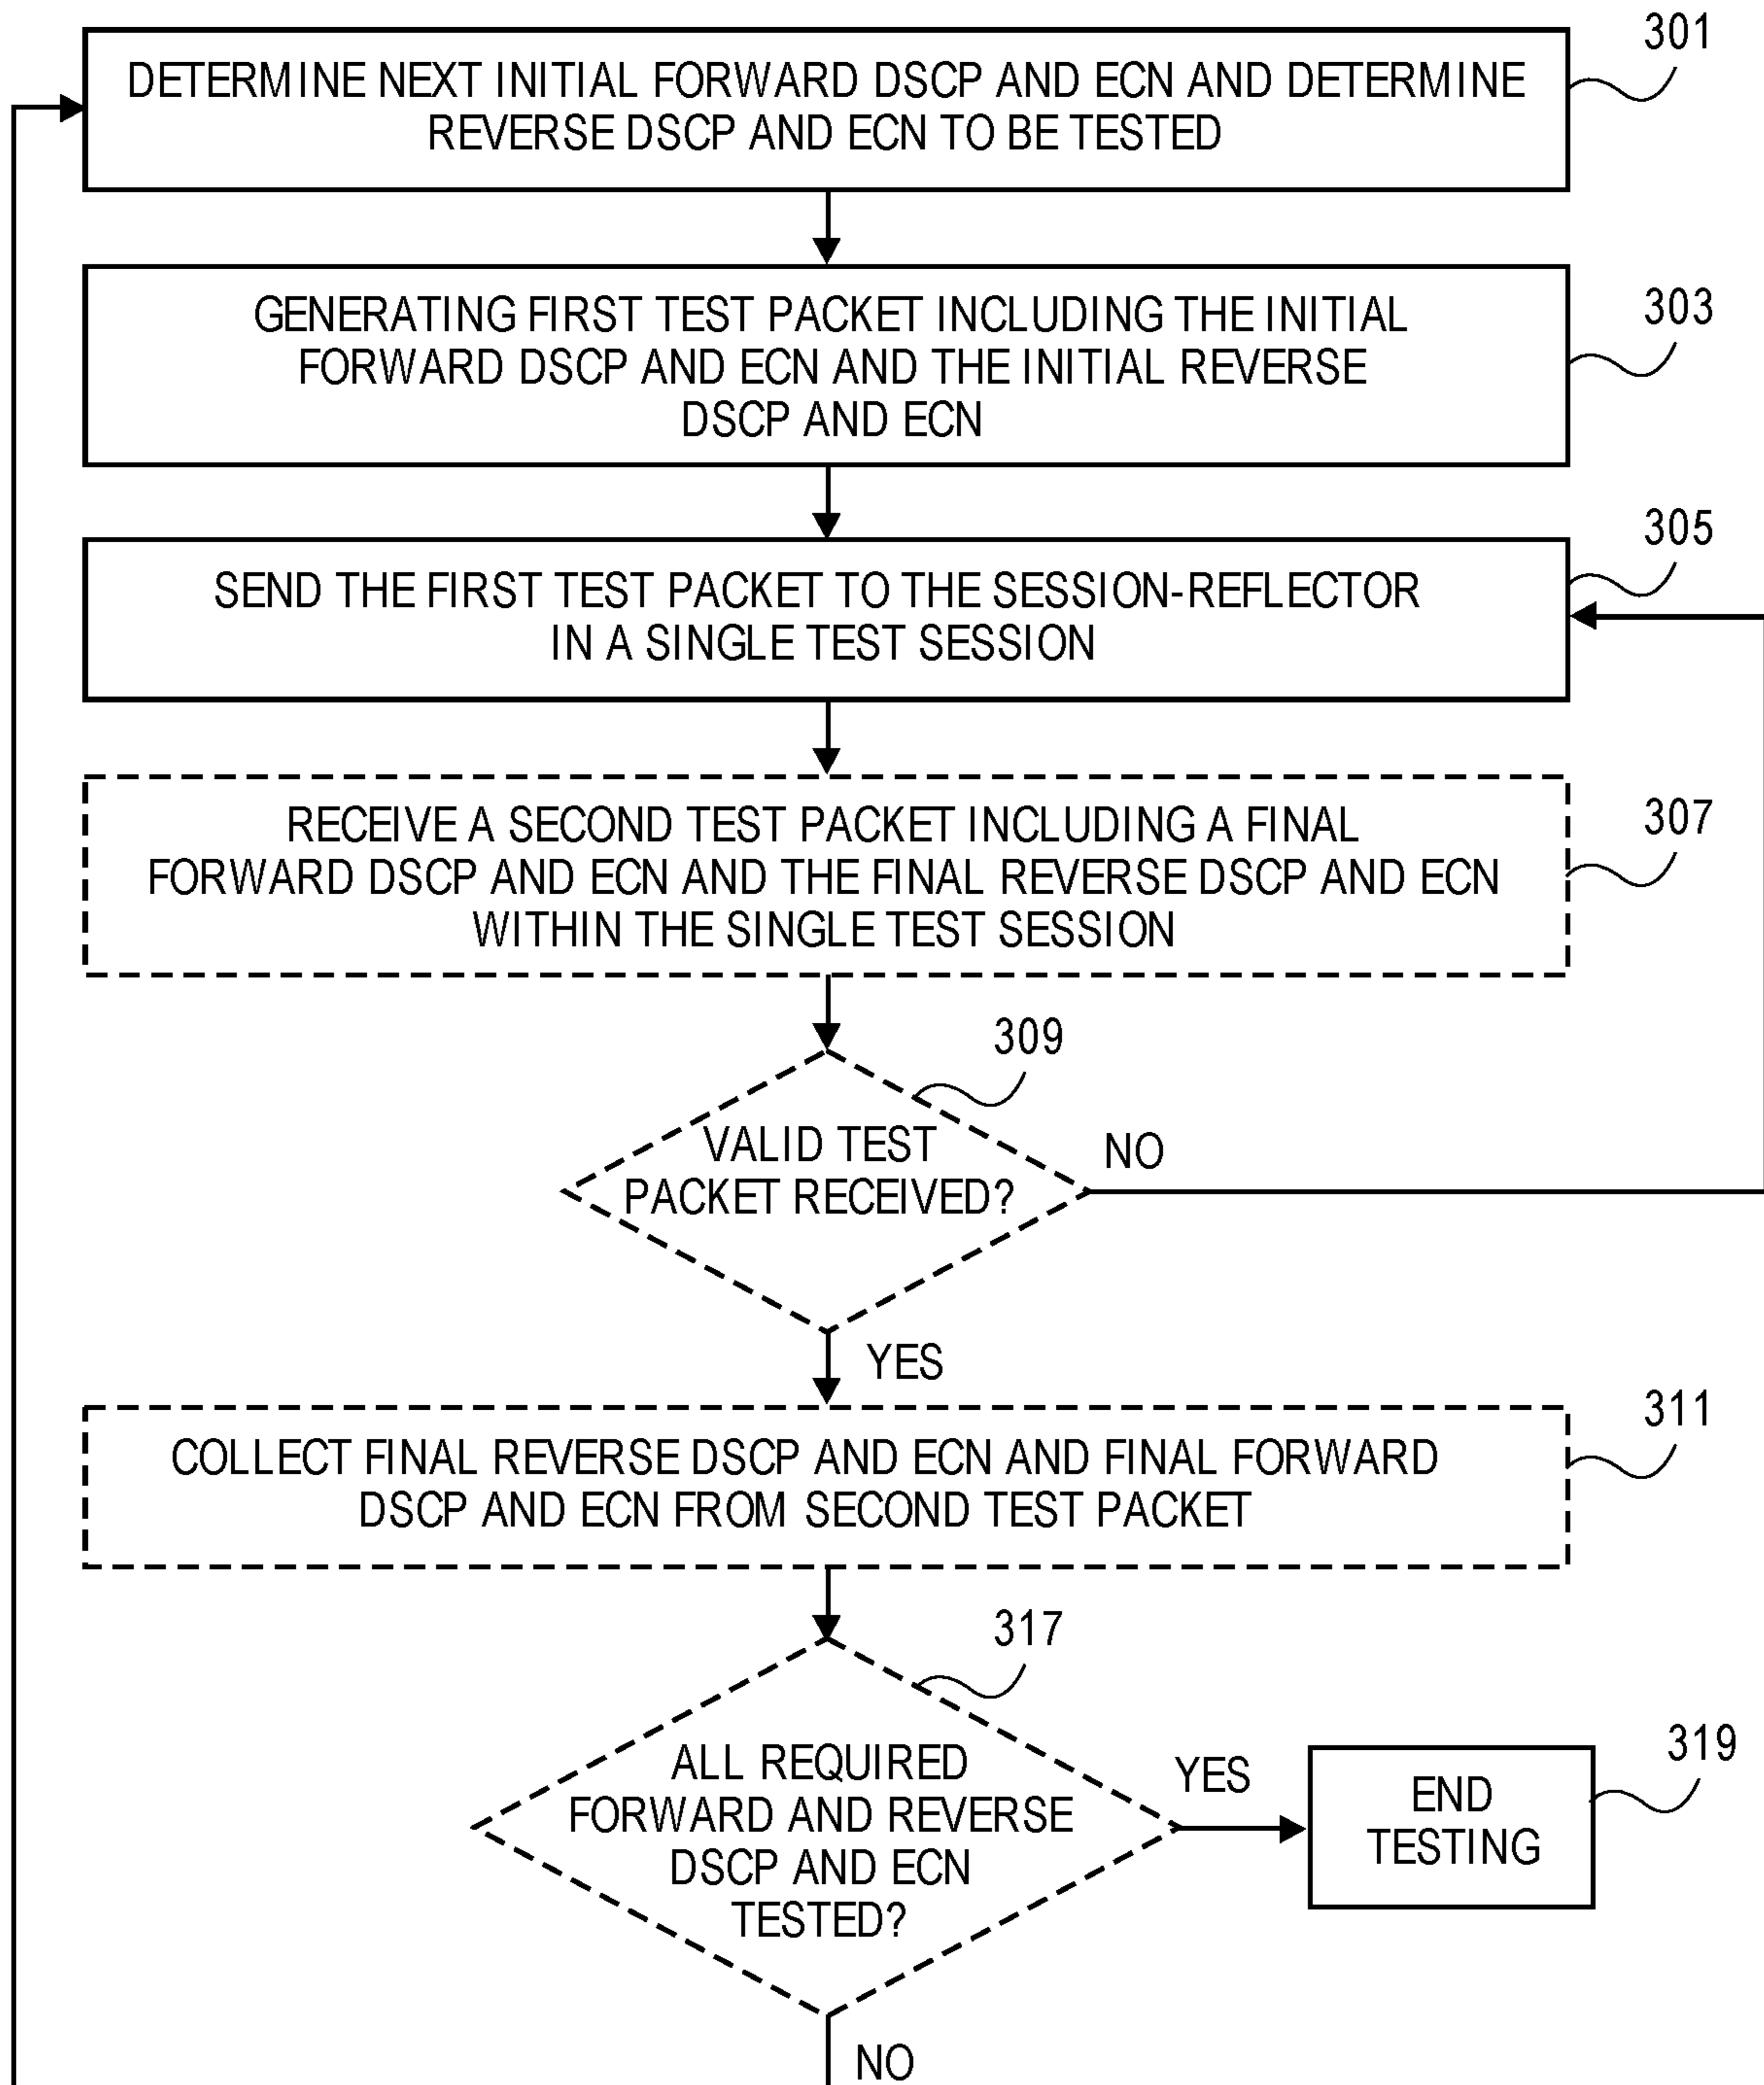 301
DETERMINE NEXT INITIAL FORWARD DSCP AND ECN AND DETERMINE
REVERSE DSCP AND ECN TO BE TESTED
303
GENERATING FIRST TEST PACKET INCLUDING THE INITIAL
FORWARD DSCP AND ECN AND THE INITIAL REVERSE
DSCP AND ECN
305
SEND THE FIRST TEST PACKET TO THE SESSION-REFLECTOR
IN A SINGLE TEST SESSION
307
RECEIVE A SECOND TEST PACKET INCLUDING A FINAL
FORWARD DSCP AND ECN AND THE FINAL REVERSE DSCP AND ECN
WITHIN THE SINGLE TEST SESSION
309
VALID TEST
PACKET RECEIVED?
NO
YES
311
COLLECT FINAL REVERSE DSCP AND ECN AND FINAL FORWARD
DSCP AND ECN FROM SECOND TEST PACKET
317
ALL REQUIRED
FORWARD AND REVERSE
DSCP AND ECN
TESTED?
YES
319
END
TESTING
NO